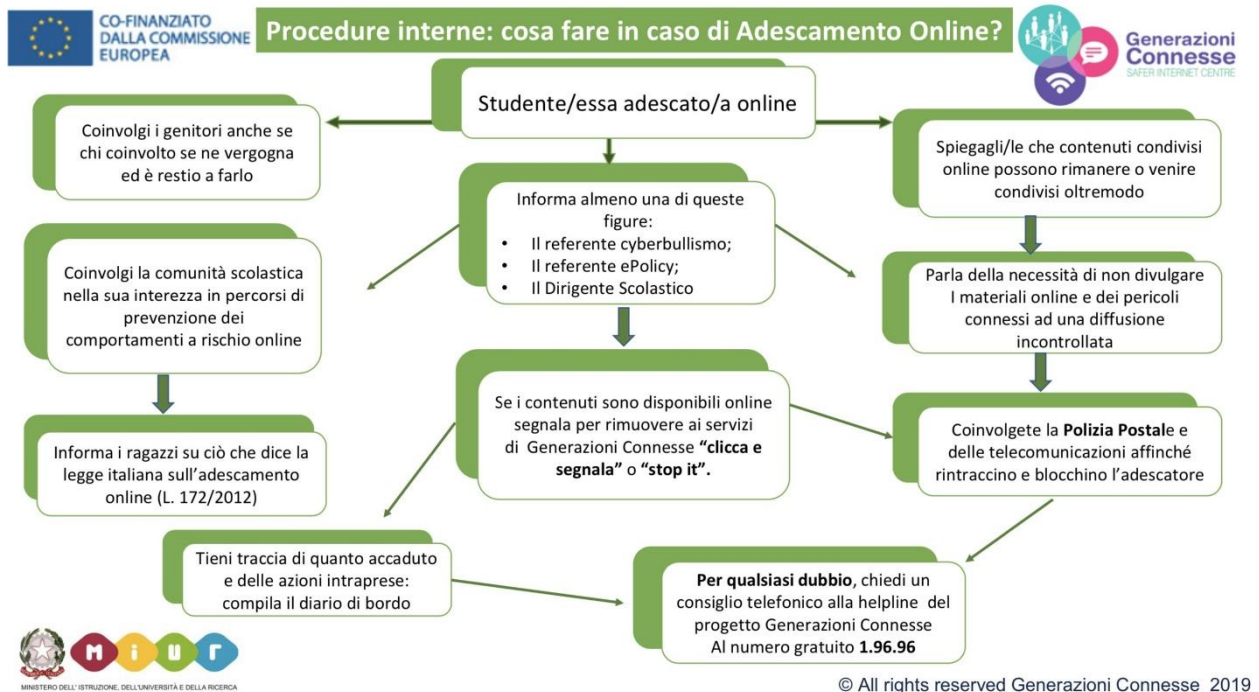 CO-FINANZIATO
DALLA COMMISSIONE
EUROPEA
Procedure interne: cosa fare in caso di Adescamento Online?
Generazioni
Connesse
SAFER INTERNET CENTRE
Studente/essa adescato/a online
Coinvolgi i genitori anche se
chi coinvolto se ne vergogna
ed è restio a farlo
Spiegagli/le che contenuti condivisi
online possono rimanere o venire
condivisi oltremodo
Informa almeno una di queste
figure:
• Il referente cyberbullismo;
• Il referente ePolicy;
• Il Dirigente Scolastico
Coinvolgi la comunità scolastica
nella sua interezza in percorsi di
prevenzione dei
comportamenti a rischio online
Parla della necessità di non divulgare
I materiali online e dei pericoli
connessi ad una diffusione
incontrollata
Se i contenuti sono disponibili online
segnala per rimuovere ai servizi
di Generazioni Connesse “clicca e
segnala” o “stop it”.
Informa i ragazzi su ciò che dice la
legge italiana sull’adescamento
online (L. 172/2012)
Coinvolgete la Polizia Postale e
delle telecomunicazioni affinché
rintraccino e blocchino l’adescatore
Tieni traccia di quanto accaduto
e delle azioni intraprese:
compila il diario di bordo
Per qualsiasi dubbio, chiedi un
consiglio telefonico alla helpline del
progetto Generazioni Connesse
Al numero gratuito 1.96.96
M i U r
MINISTERO DELL' ISTRUZIONE, DELL'UNIVERSITÀ E DELLA RICERCA
© All rights reserved Generazioni Connesse 2019